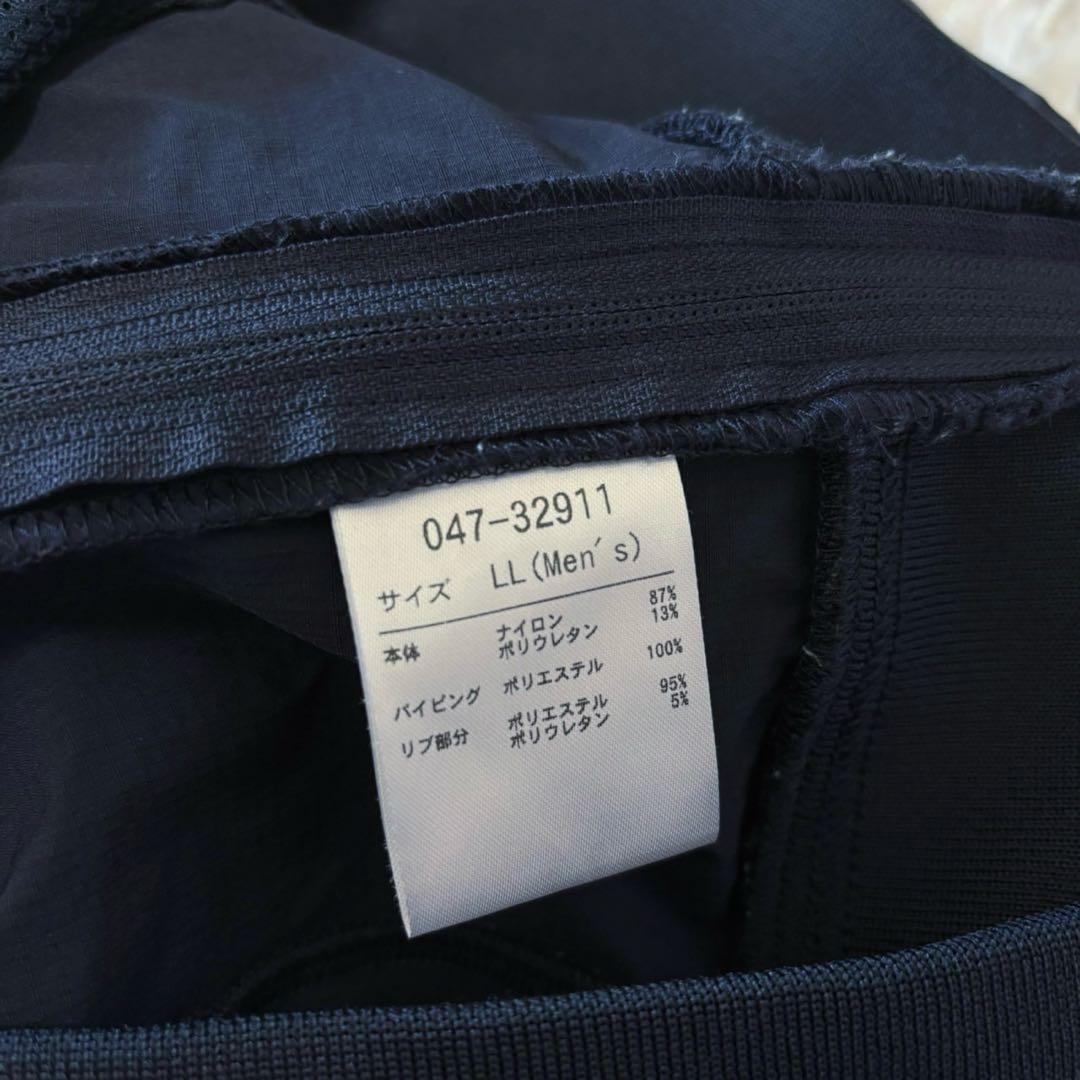 047-32911
サイズ LL(Men's)
本体 ナイロン 87%
ポリウレタン 13%
パイピング ポリエステル 100%
リブ部分 ポリエステル 95%
ポリウレタン 5%